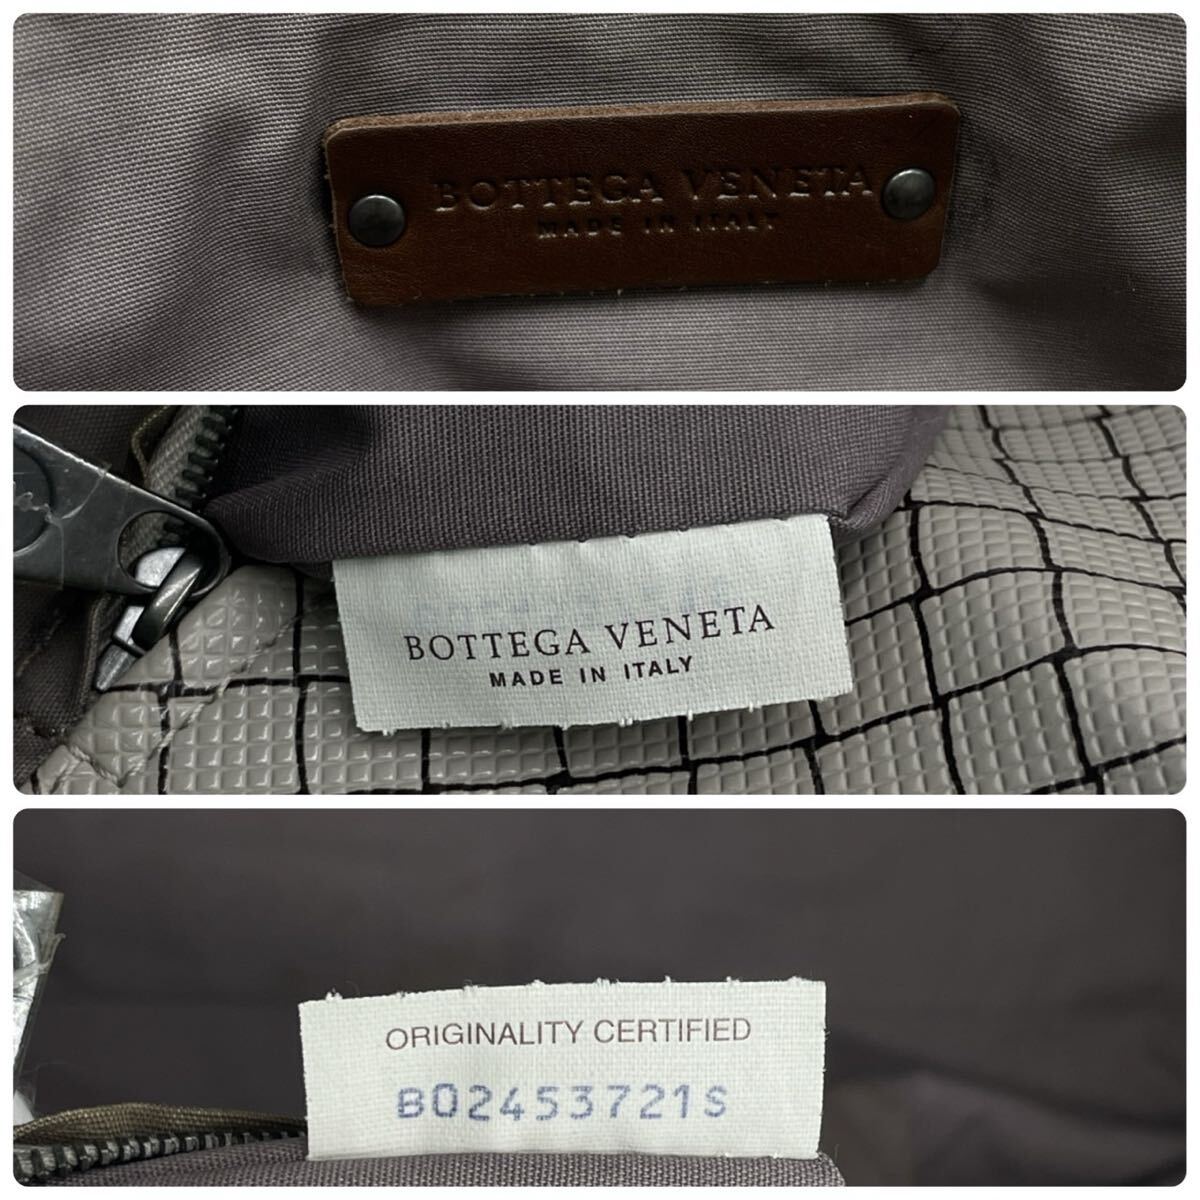 BOTTEGA VENETA
MADE IN ITALY
BOTTEGA VENETA
MADE IN ITALY
ORIGINALITY CERTIFIED
B02453721S